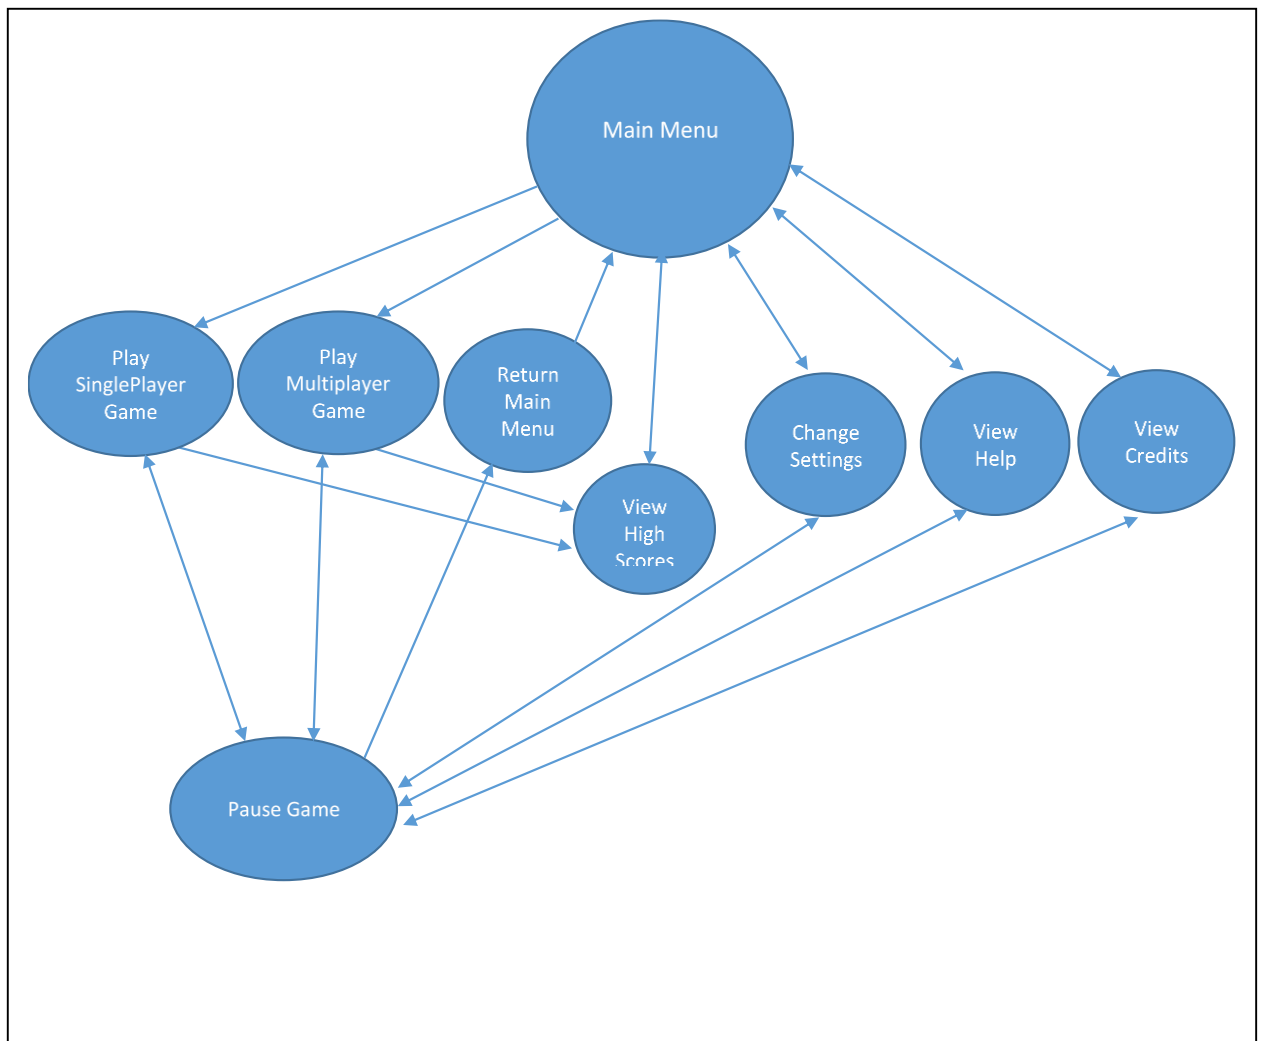 Main Menu
Play
SinglePlayer
Game
Play
Multiplayer
Game
Return
Main
Menu
View
High
Scores
Change
Settings
View
Help
View
Credits
Pause Game